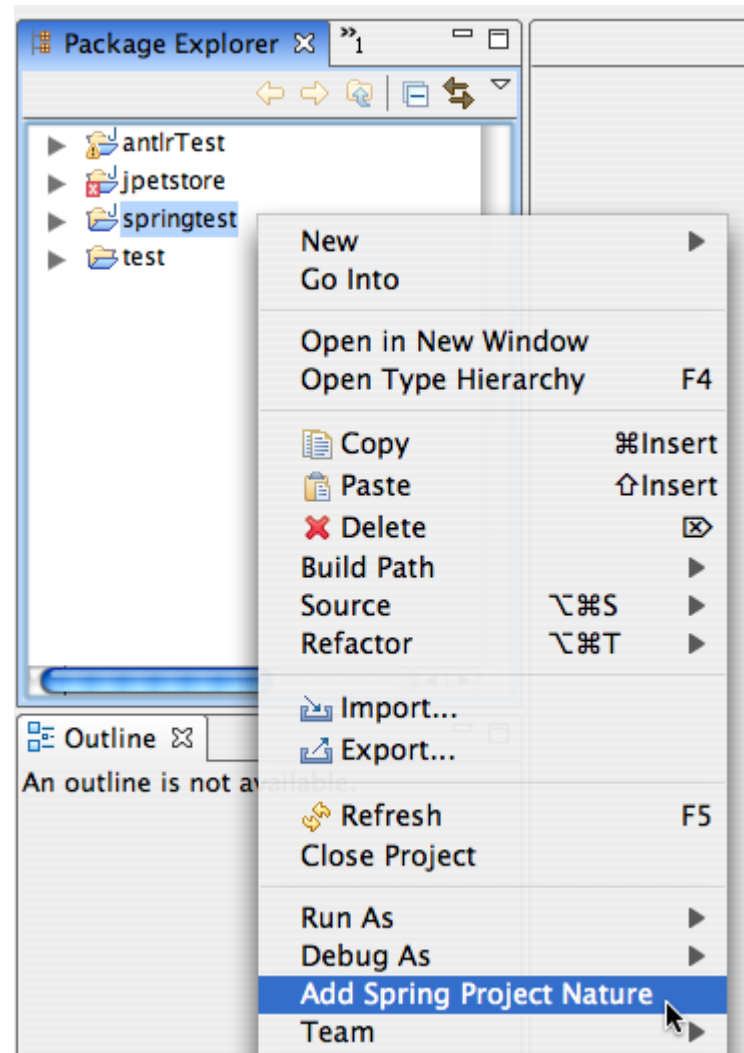 Package Explorer
»1
antlrTest
jpetstore
springtest
test
New
Go Into
Open in New Window
Open Type Hierarchy F4
Copy ⌘Insert
Paste ⇧Insert
Delete ⌦
Build Path
Source ⌥⌘S
Refactor ⌥⌘T
Import...
Export...
Outline
An outline is not available.
Refresh F5
Close Project
Run As
Debug As
Add Spring Project Nature
Team